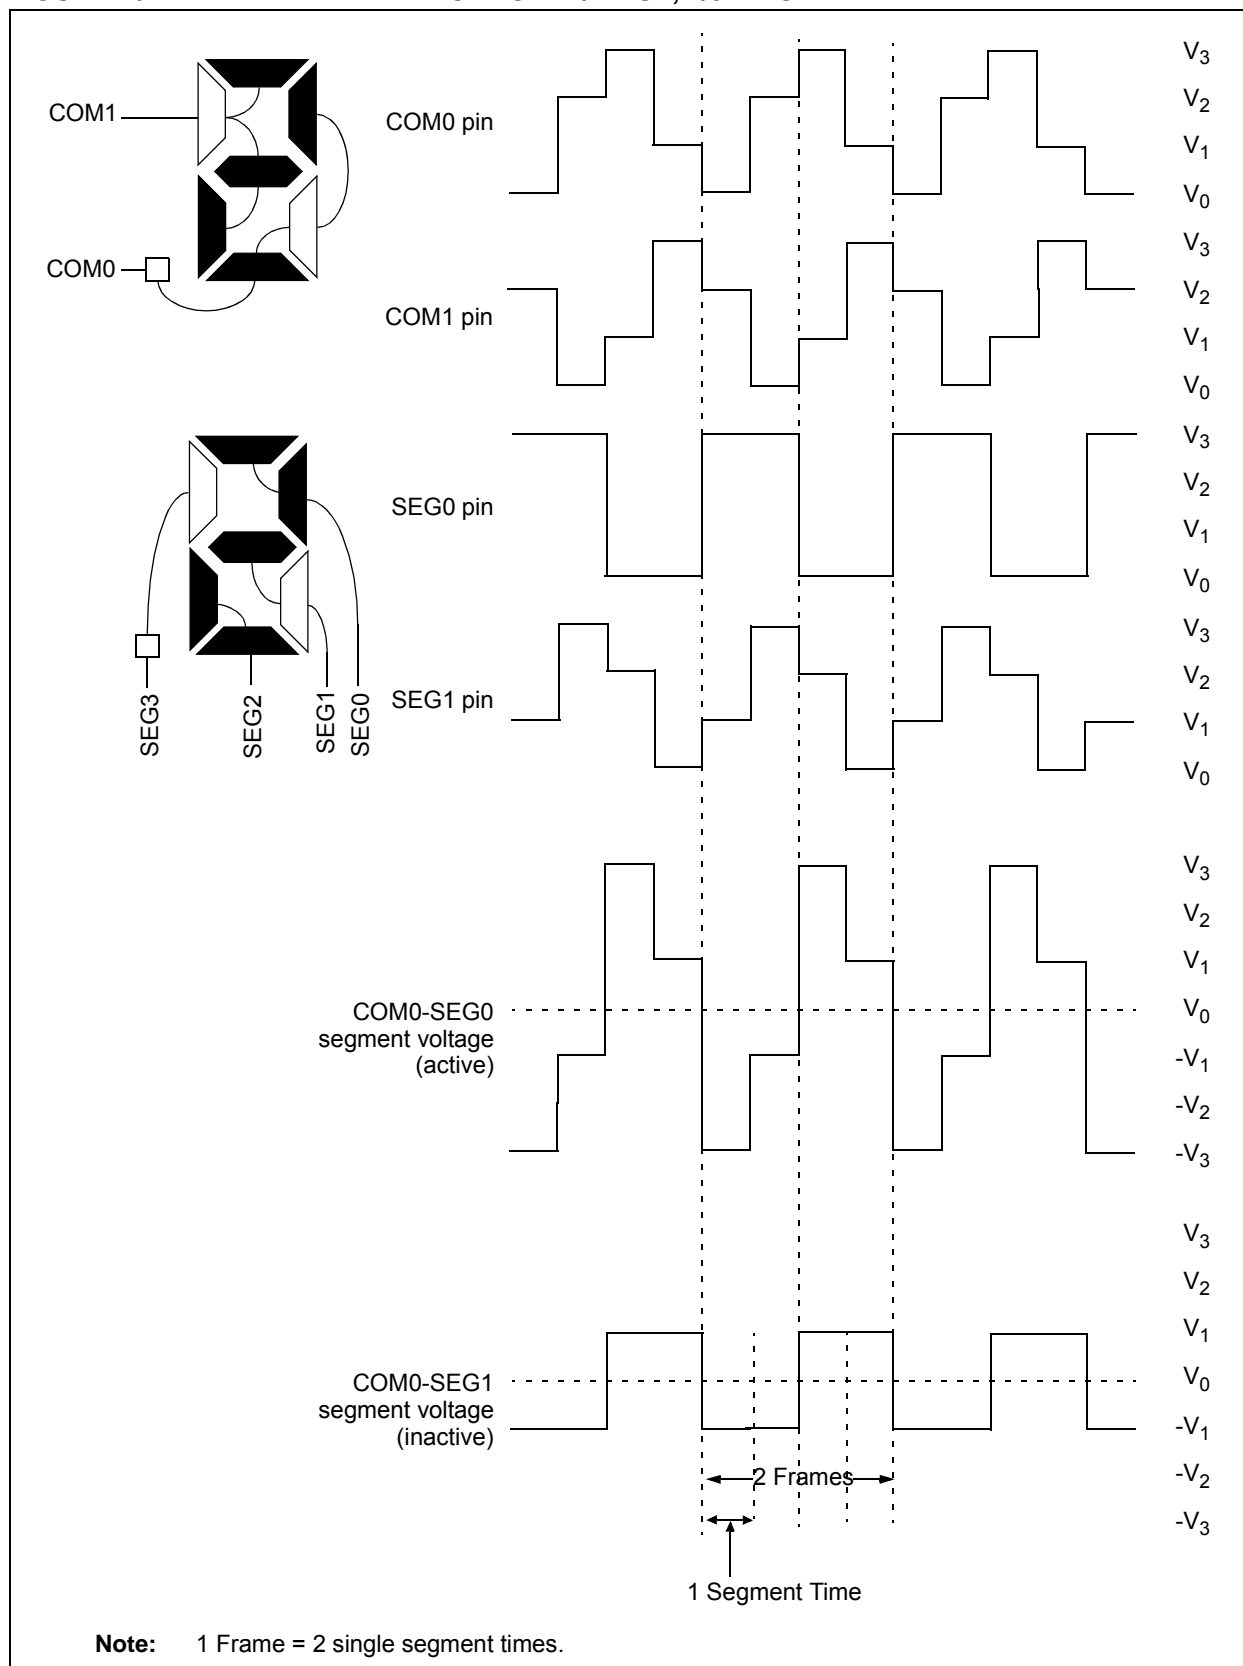 COM1
COM0
COM0 pin
V3
V2
V1
V0
COM1 pin
V3
V2
V1
V0
SEG3
SEG2
SEG1
SEG0
SEG0 pin
V3
V2
V1
V0
SEG1 pin
V3
V2
V1
V0
COM0-SEG0
segment voltage
(active)
V3
V2
V1
V0
-V1
-V2
-V3
COM0-SEG1
segment voltage
(inactive)
V3
V2
V1
V0
-V1
-V2
-V3
2 Frames
1 Segment Time
Note: 1 Frame = 2 single segment times.